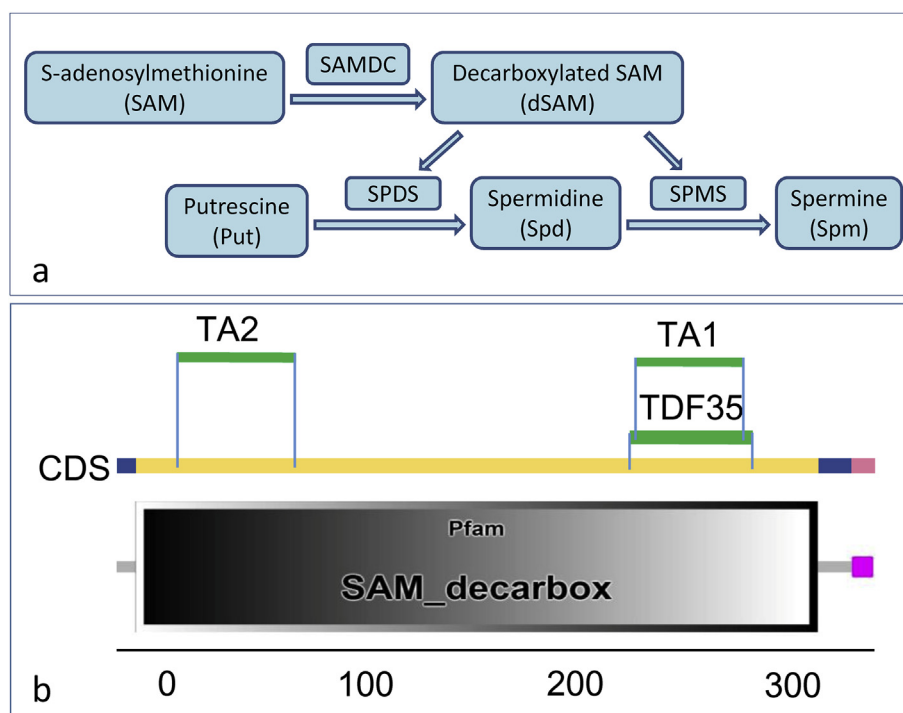 S-adenosylmethionine
(SAM)
SAMDC
Decarboxylated SAM
(dSAM)
Putrescine
(Put)
SPDS
Spermidine
(Spd)
SPMS
Spermine
(Spm)
a
TA2
TA1
TDF35
CDS
Pfam
SAM_decarbox
0 100 200 300
b